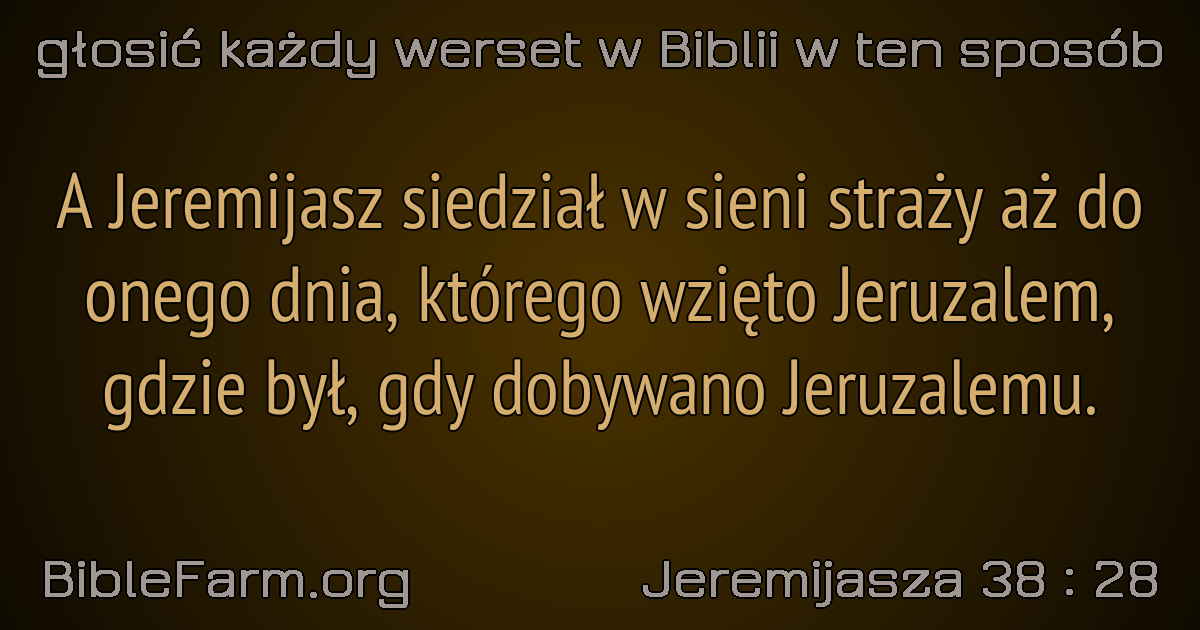 głosić każdy werset w Biblii w ten sposób
A Jeremijasz siedział w sieni straży aż do
onego dnia, którego wzięto Jeruzalem,
gdzie był, gdy dobywano Jeruzalemu.
BibleFarm.org
Jeremijasza 38 : 28